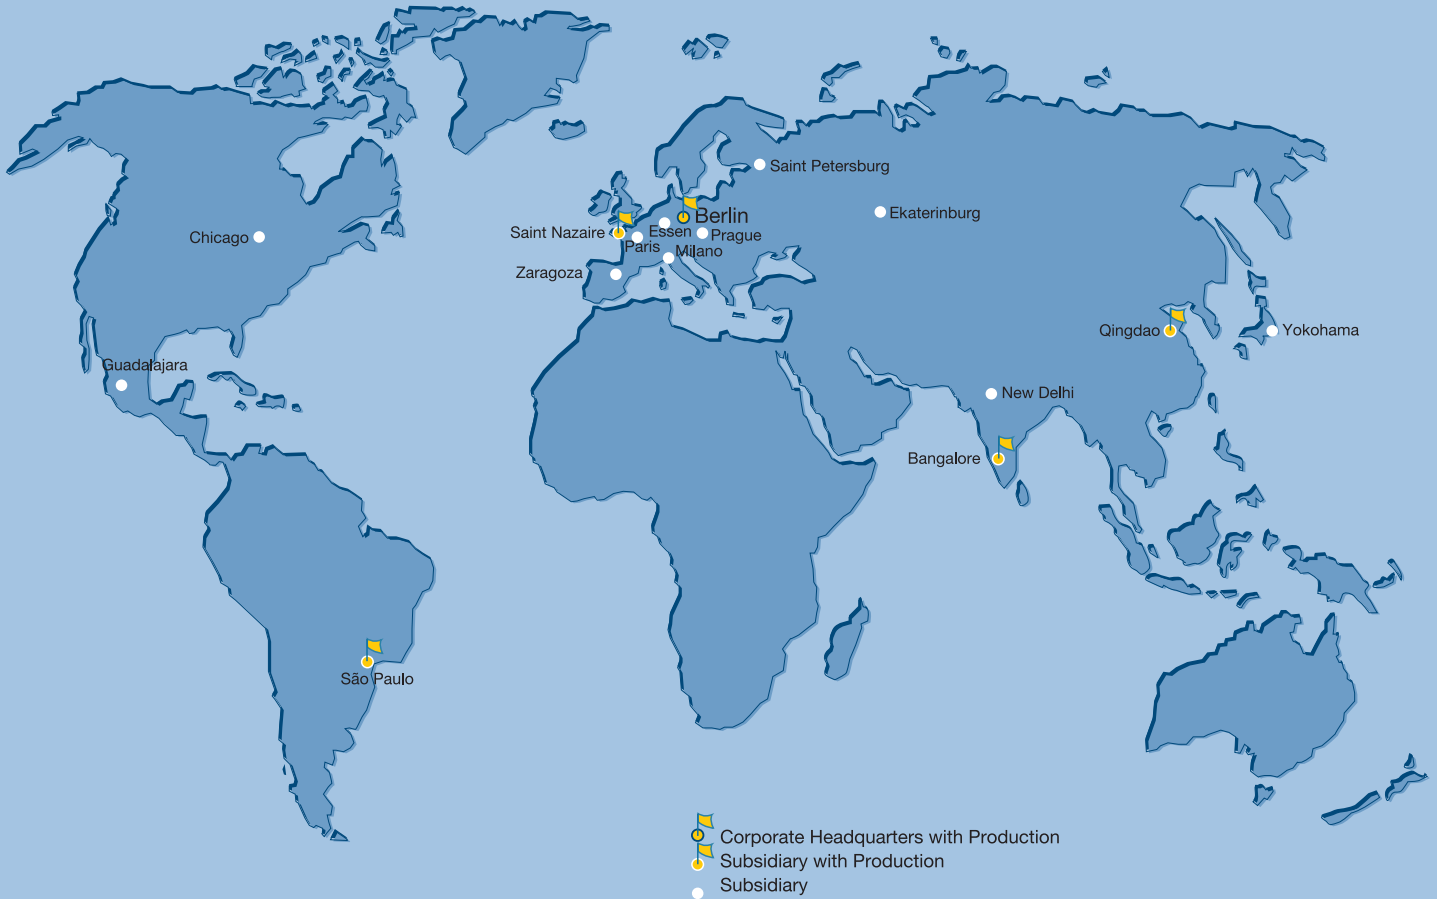 Saint Petersburg
Ekaterinburg
Berlin
Saint Nazaire
Essen
Prague
Paris
Chicago
Milano
Zaragoza
Qingdao
Yokohama
Guadalajara
New Delhi
Bangalore
São Paulo
Corporate Headquarters with Production
Subsidiary with Production
Subsidiary